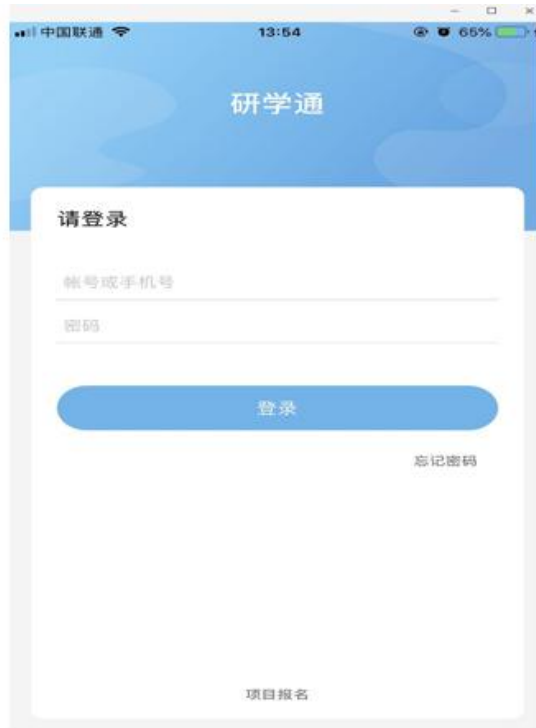 中国联通 13:54 65%
研学通
请登录
帐号或手机号
密码
登录
忘记密码
项目报名